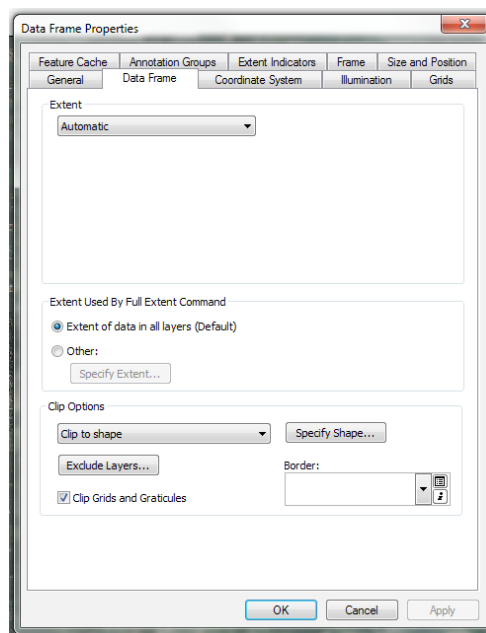 Data Frame Properties
Feature Cache Annotation Groups Extent Indicators Frame Size and Position
General Data Frame Coordinate System Illumination Grids
Extent
Automatic
Extent Used By Full Extent Command
Extent of data in all layers (Default)
Other:
Specify Extent...
Clip Options
Clip to shape Specify Shape...
Exclude Layers... Border:
Clip Grids and Graticules
OK Cancel Apply